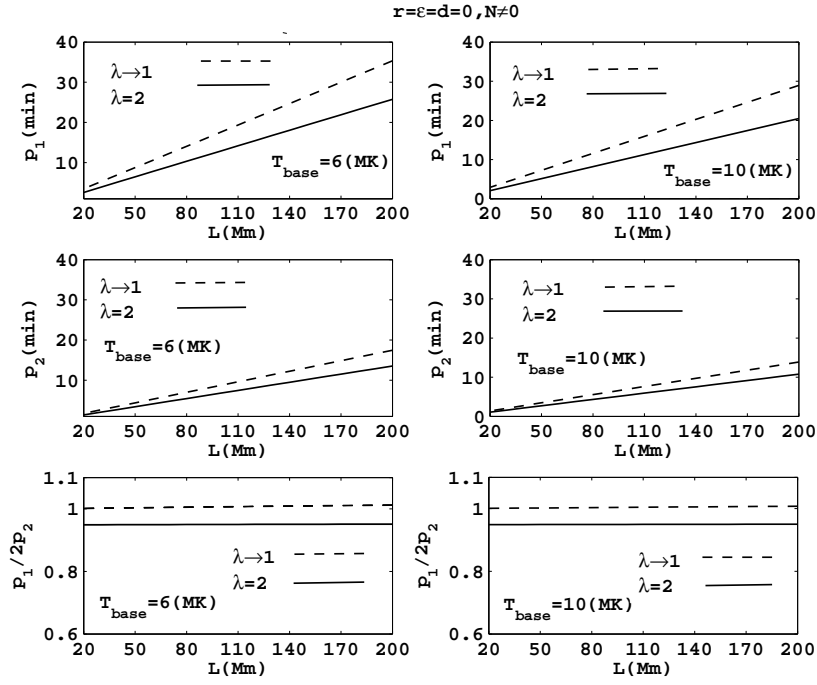 r=ε=d=0,N≠0
40
30
20
10
p₁(min)
λ→1
λ=2
T_base=6(MK)
20 50 80 110 140 170 200
L(Mm)
40
30
20
10
0
p₁(min)
λ→1
λ=2
T_base=10(MK)
20 50 80 110 140 170 200
L(Mm)
40
30
20
10
p₂(min)
λ→1
λ=2
T_base=6(MK)
20 50 80 110 140 170 200
L(Mm)
40
30
20
10
0
p₂(min)
λ→1
λ=2
T_base=10(MK)
20 50 80 110 140 170 200
L(Mm)
1.1
1
0.8
0.6
p₁/2p₂
λ→1
λ=2
T_base=6(MK)
20 50 80 110 140 170 200
L(Mm)
1.1
1
0.8
0.6
p₁/2p₂
λ→1
λ=2
T_base=10(MK)
20 50 80 110 140 170 200
L(Mm)